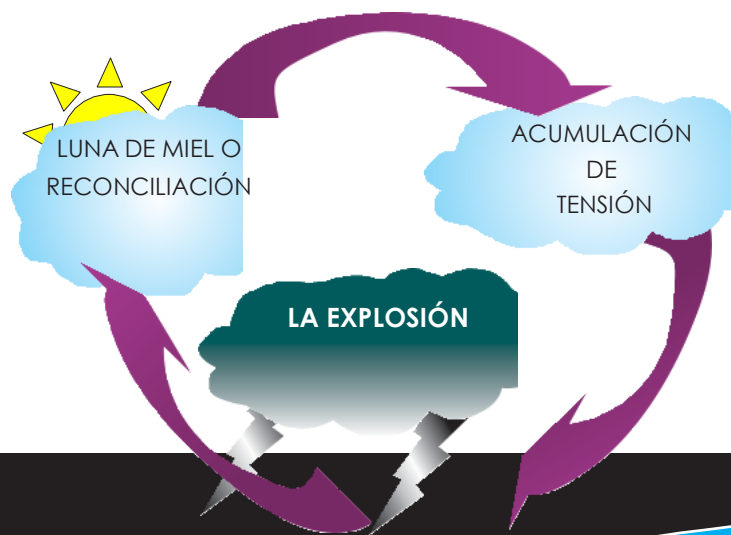 LUNA DE MIEL O
RECONCILIACIÓN
ACUMULACIÓN
DE
TENSIÓN
LA EXPLOSIÓN